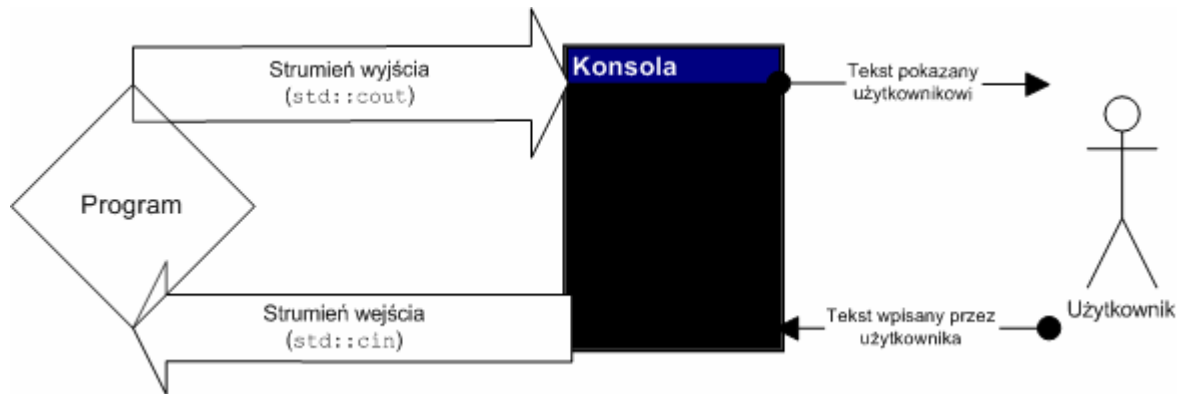 Strumień wyjścia
(std::cout)
Konsola
Tekst pokazany
użytkownikowi
Program
Strumień wejścia
(std::cin)
Tekst wpisany przez
użytkownika
Użytkownik